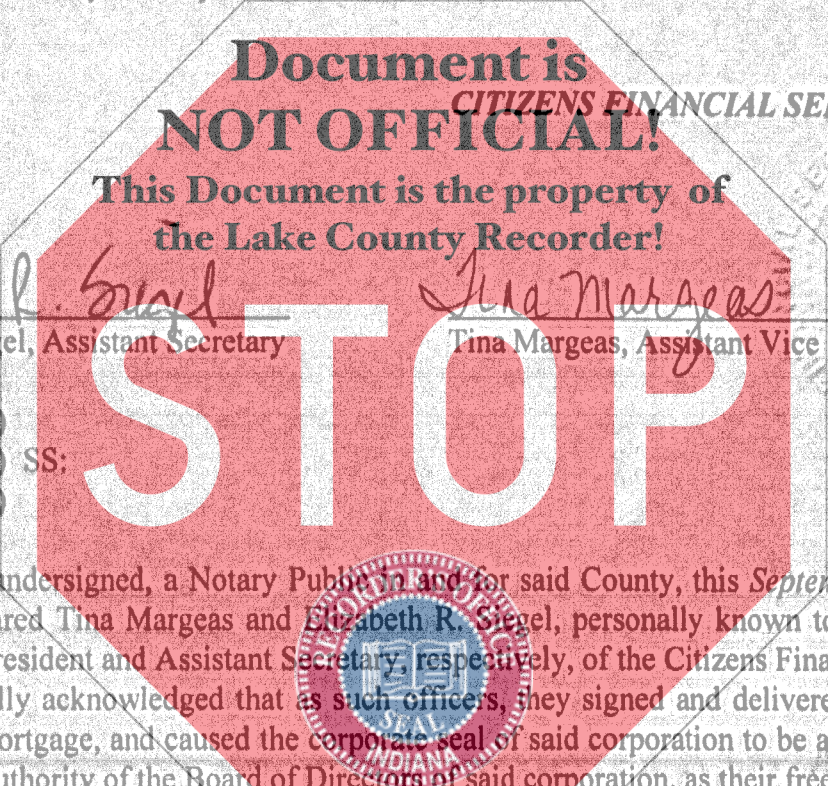 Document is
CITIZENS FINANCIAL SE
NOT OFFICIAL!
This Document is the property of
the Lake County Recorder!
R. Siegel Tina Margeas
el, Assistant Secretary Tina Margeas, Assistant Vice
STOP
SS:
undersigned, a Notary Public in and for said County, this Septem
ared Tina Margeas and Elizabeth R. Siegel, personally known to
resident and Assistant Secretary, respectively, of the Citizens Fina
lly acknowledged that as such officers, they signed and delivere
ortgage, and caused the corporate seal of said corporation to be a
uthority of the Board of Directors of said corporation, as their free
RECORDER'S OFFICE
SEAL
INDIANA